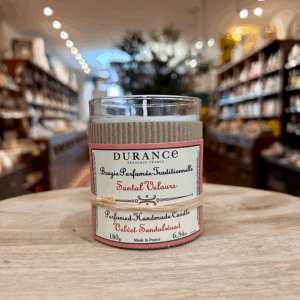 DURANCE
PROVENCE FRANCE
Bougie Parfumée Traditionnelle
Santal Velours
Perfumed Handmade Candle
Velvet Sandalwood
180g Made in France 6.34oz